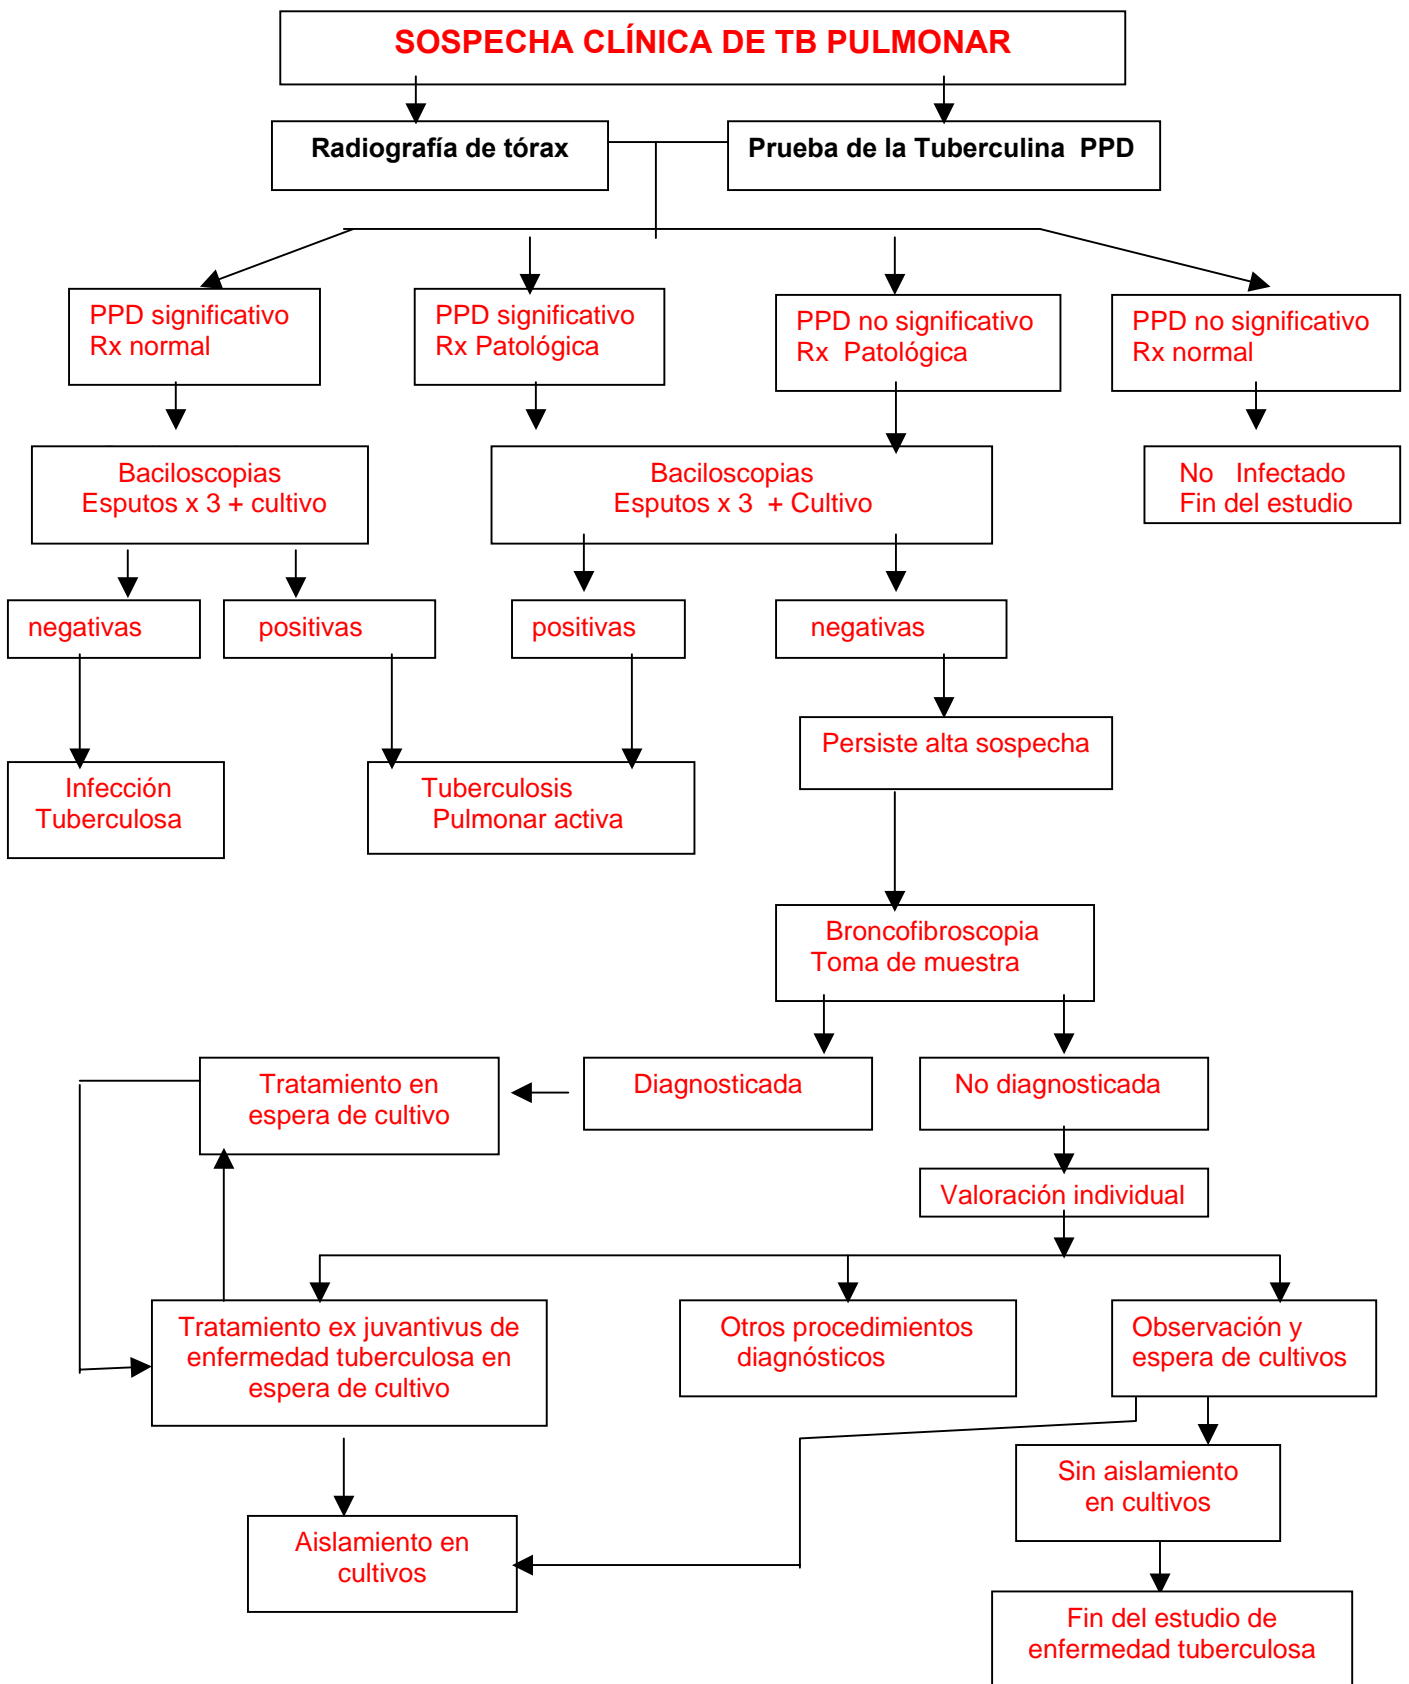 SOSPECHA CLÍNICA DE TB PULMONAR
Radiografía de tórax
Prueba de la Tuberculina PPD
PPD significativo
Rx normal
PPD significativo
Rx Patológica
PPD no significativo
Rx Patológica
PPD no significativo
Rx normal
Baciloscopias
Esputos x 3 + cultivo
Baciloscopias
Esputos x 3 + Cultivo
No Infectado
Fin del estudio
negativas
positivas
positivas
negativas
Persiste alta sospecha
Infección
Tuberculosa
Tuberculosis
Pulmonar activa
Broncofibroscopia
Toma de muestra
Tratamiento en
espera de cultivo
Diagnosticada
No diagnosticada
Valoración individual
Tratamiento ex juvantivus de
enfermedad tuberculosa en
espera de cultivo
Otros procedimientos
diagnósticos
Observación y
espera de cultivos
Sin aislamiento
en cultivos
Aislamiento en
cultivos
Fin del estudio de
enfermedad tuberculosa